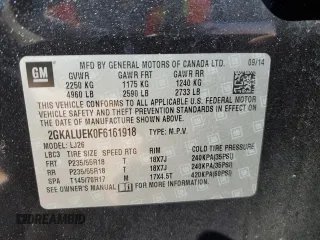 GM
MFD BY GENERAL MOTORS OF CANADA LTD. 09/14
GVWR GAWR FRT GAWR RR
2250 KG 1175 KG 1240 KG
4960 LB 2590 LB 2733 LB
THIS VEHICLE CONFORMS TO ALL APPLICABLE U.S. FEDERAL MOTOR VEHICLE SAFETY, BUMPER, AND THEFT PREVENTION STANDARDS IN EFFECT ON THE DATE OF MANUFACTURE SHOWN ABOVE.
2GKALUEK0F6161918 TYPE: M.P.V.
MODEL: LJ26
LBC3 TIRE SIZE SPEED RTG RIM COLD TIRE PRESSURE
FRT P235/55R18 T 18X7J 240KPA(35PSI)
RR P235/55R18 T 18X7J 240KPA(35PSI)
SPA T145/70R17 M 17X4.5T 420KPA(60PSI)
SEE OWNER'S MANUAL FOR ADDITIONAL INFORMATION.